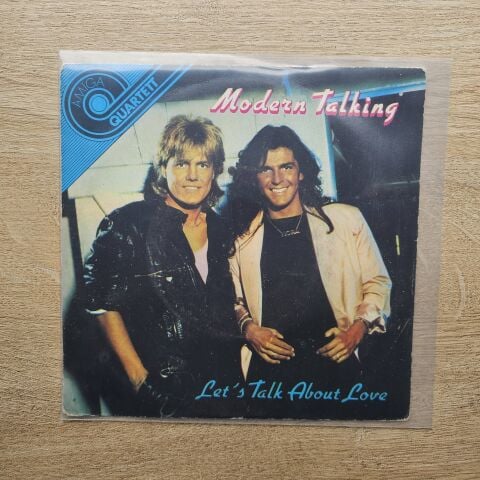 AMIGA
QUARTETT
Modern Talking
Let's Talk About Love